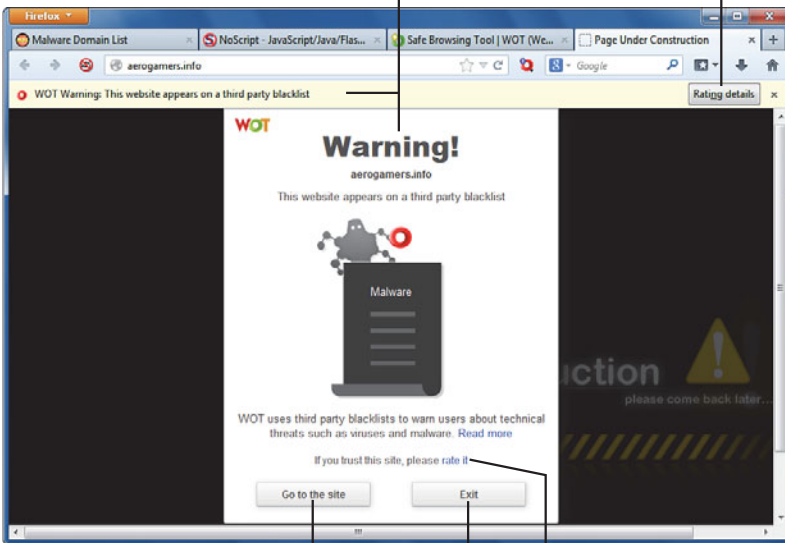 Firefox
Malware Domain List
NoScript - JavaScript/Java/Flas...
Safe Browsing Tool | WOT (We...
Page Under Construction
aerogamers.info
Google
WOT Warning: This website appears on a third party blacklist
Rating details
WOT
Warning!
aerogamers.info
This website appears on a third party blacklist
Malware
uction
please come back later...
WOT uses third party blacklists to warn users about technical
threats such as viruses and malware. Read more
If you trust this site, please rate it
Go to the site
Exit